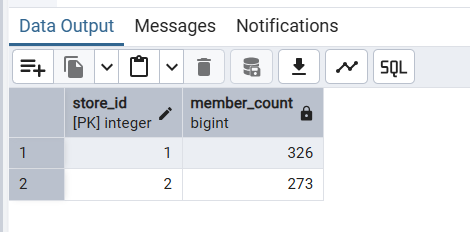 Data Output Messages Notifications
SQL
store_id member_count
[PK] integer bigint
1 1 326
2 2 273